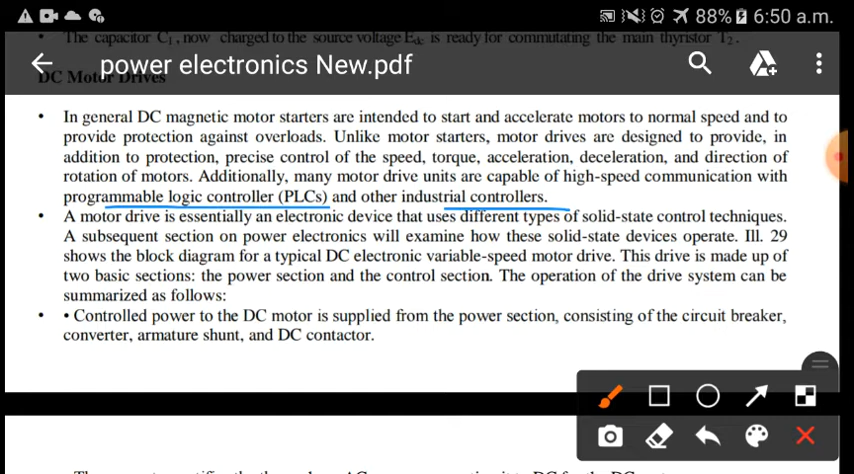 88% 6:50 a.m.
• The capacitor C1, now charged to the source voltage Edc is ready for commutating the main thyristor T2.
power electronics New.pdf
DC Motor Drives
• In general DC magnetic motor starters are intended to start and accelerate motors to normal speed and to
provide protection against overloads. Unlike motor starters, motor drives are designed to provide, in
addition to protection, precise control of the speed, torque, acceleration, deceleration, and direction of
rotation of motors. Additionally, many motor drive units are capable of high-speed communication with
programmable logic controller (PLCs) and other industrial controllers.
• A motor drive is essentially an electronic device that uses different types of solid-state control techniques.
A subsequent section on power electronics will examine how these solid-state devices operate. Ill. 29
shows the block diagram for a typical DC electronic variable-speed motor drive. This drive is made up of
two basic sections: the power section and the control section. The operation of the drive system can be
summarized as follows:
• • Controlled power to the DC motor is supplied from the power section, consisting of the circuit breaker,
converter, armature shunt, and DC contactor.